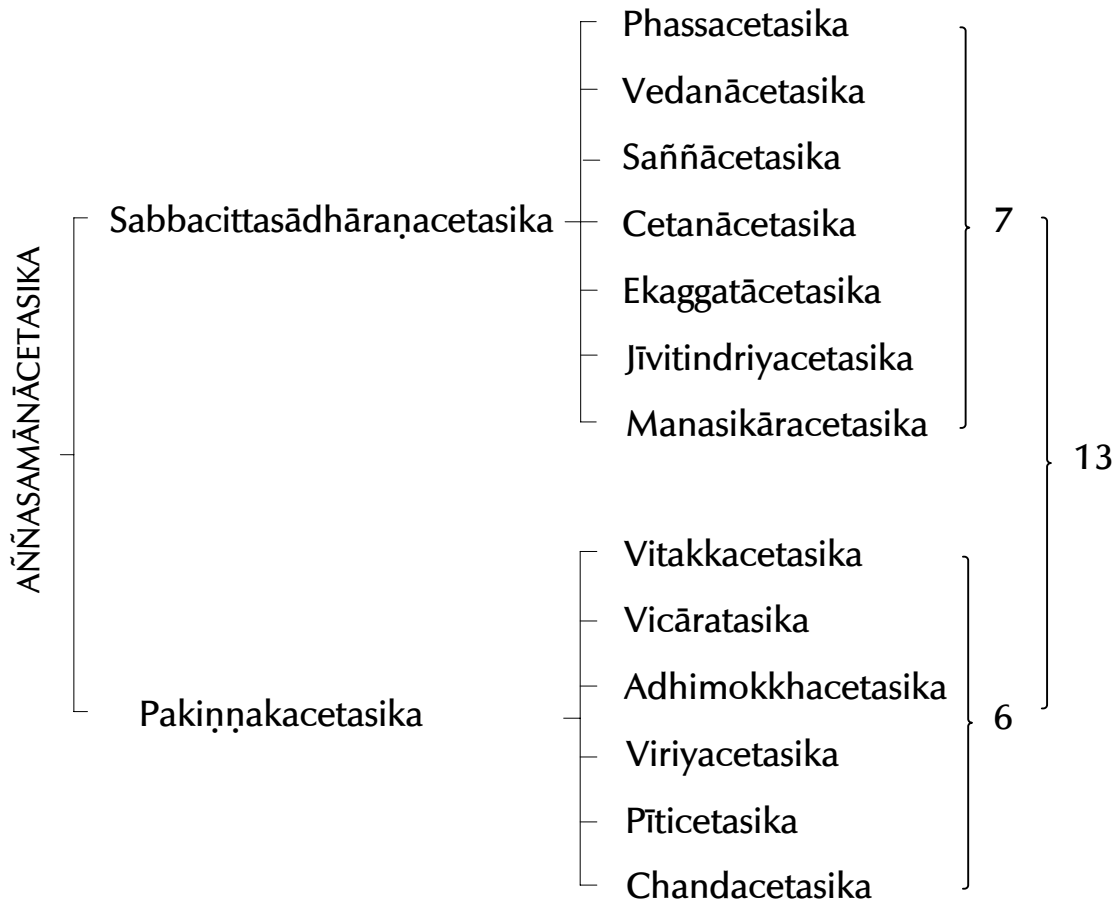 AÑÑASAMĀNĀCETASIKA
Sabbacittasādhāraṇacetasika
Phassacetasika
Vedanācetasika
Saññācetasika
Cetanācetasika
Ekaggatācetasika
Jīvitindriyacetasika
Manasikāracetasika
7
Pakiṇṇakacetasika
Vitakkacetasika
Vicāratasika
Adhimokkhacetasika
Viriyacetasika
Pīticetasika
Chandacetasika
6
13